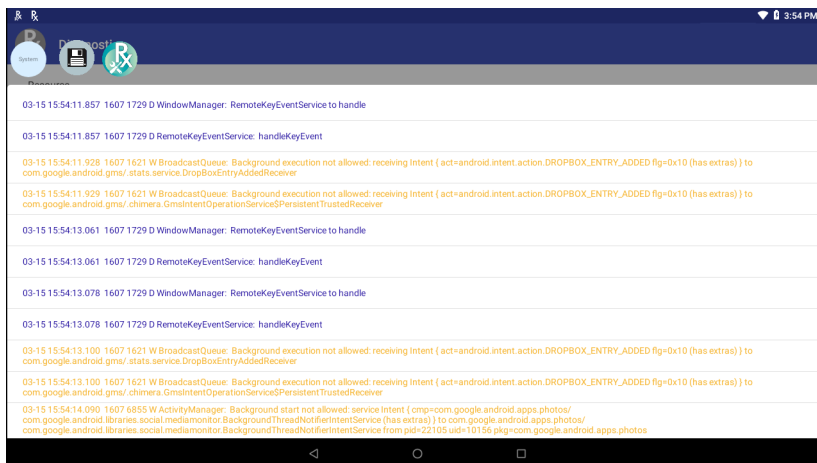 3:54 PM
Diagnosti
System
Resource
03-15 15:54:11.857 1607 1729 D WindowManager: RemoteKeyEventService to handle
03-15 15:54:11.857 1607 1729 D RemoteKeyEventService: handleKeyEvent
03-15 15:54:11.928 1607 1621 W BroadcastQueue: Background execution not allowed: receiving Intent { act=android.intent.action.DROPBOX_ENTRY_ADDED flg=0x10 (has extras) } to
com.google.android.gms/.stats.service.DropBoxEntryAddedReceiver
03-15 15:54:11.929 1607 1621 W BroadcastQueue: Background execution not allowed: receiving Intent { act=android.intent.action.DROPBOX_ENTRY_ADDED flg=0x10 (has extras) } to
com.google.android.gms/.chimera.GmsIntentOperationService$PersistentTrustedReceiver
03-15 15:54:13.061 1607 1729 D WindowManager: RemoteKeyEventService to handle
03-15 15:54:13.061 1607 1729 D RemoteKeyEventService: handleKeyEvent
03-15 15:54:13.078 1607 1729 D WindowManager: RemoteKeyEventService to handle
03-15 15:54:13.078 1607 1729 D RemoteKeyEventService: handleKeyEvent
03-15 15:54:13.100 1607 1621 W BroadcastQueue: Background execution not allowed: receiving Intent { act=android.intent.action.DROPBOX_ENTRY_ADDED flg=0x10 (has extras) } to
com.google.android.gms/.stats.service.DropBoxEntryAddedReceiver
03-15 15:54:13.100 1607 1621 W BroadcastQueue: Background execution not allowed: receiving Intent { act=android.intent.action.DROPBOX_ENTRY_ADDED flg=0x10 (has extras) } to
com.google.android.gms/.chimera.GmsIntentOperationService$PersistentTrustedReceiver
03-15 15:54:14.090 1607 6855 W ActivityManager: Background start not allowed: service Intent { cmp=com.google.android.apps.photos/
com.google.android.libraries.social.mediamonitor.BackgroundThreadNotifierIntentService (has extras) } to com.google.android.apps.photos/
com.google.android.libraries.social.mediamonitor.BackgroundThreadNotifierIntentService from pid=22105 uid=10156 pkg=com.google.android.apps.photos